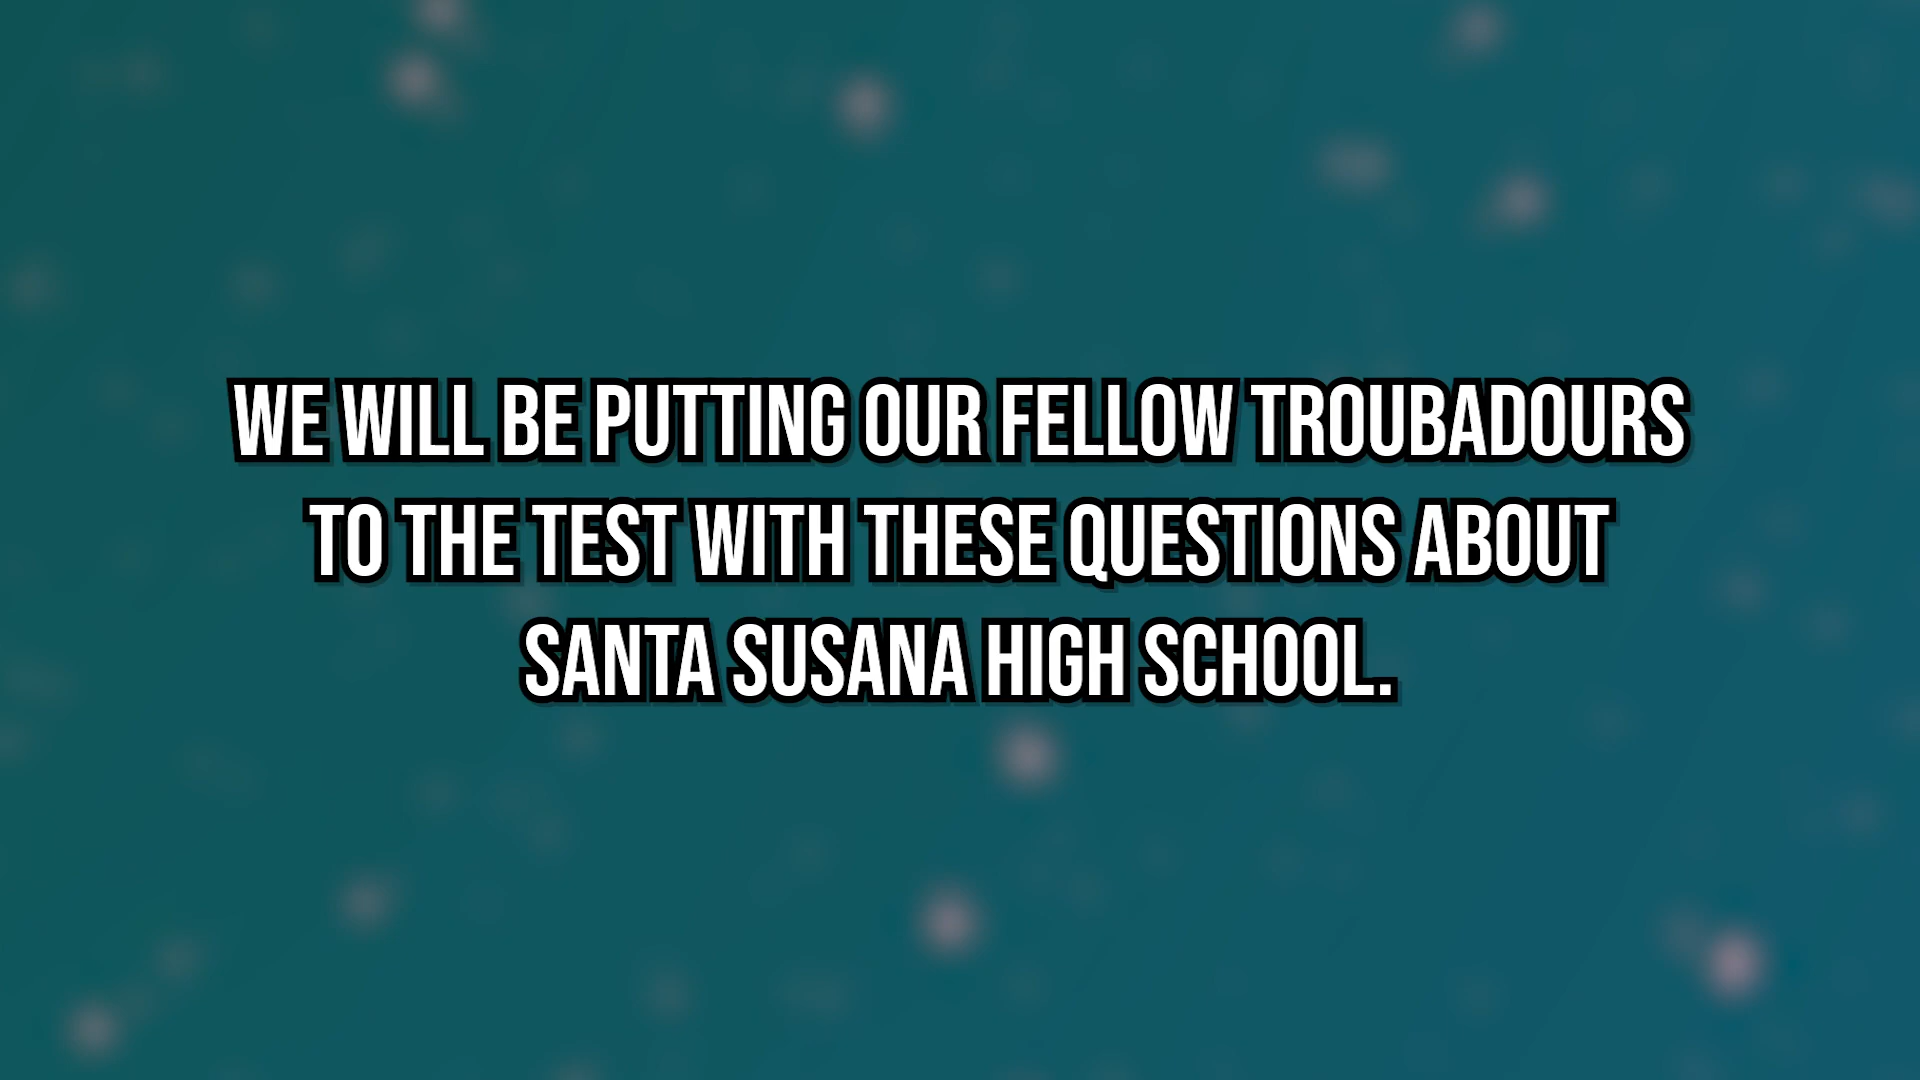 WE WILL BE PUTTING OUR FELLOW TROUBADOURS
TO THE TEST WITH THESE QUESTIONS ABOUT
SANTA SUSANA HIGH SCHOOL.